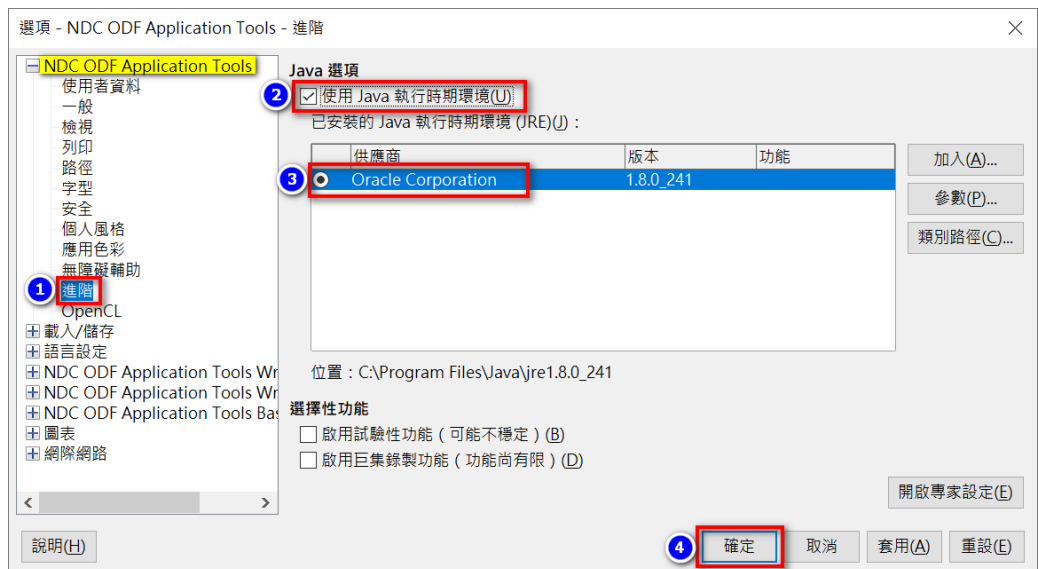 選項 - NDC ODF Application Tools - 進階
NDC ODF Application Tools
使用者資料
一般
檢視
列印
路徑
字型
安全
個人風格
應用色彩
無障礙輔助
1
進階
OpenCL
載入/儲存
語言設定
NDC ODF Application Tools Wr
NDC ODF Application Tools Wr
NDC ODF Application Tools Bas
圖表
網際網路
Java 選項
2
使用 Java 執行時期環境(U)
已安裝的 Java 執行時期環境 (JRE)(J)：
供應商 版本 功能
3
Oracle Corporation 1.8.0_241
加入(A)...
參數(P)...
類別路徑(C)...
位置：C:\Program Files\Java\jre1.8.0_241
選擇性功能
啟用試驗性功能（可能不穩定）(B)
啟用巨集錄製功能（功能尚有限）(D)
開啟專家設定(E)
說明(H)
4
確定
取消
套用(A)
重設(E)